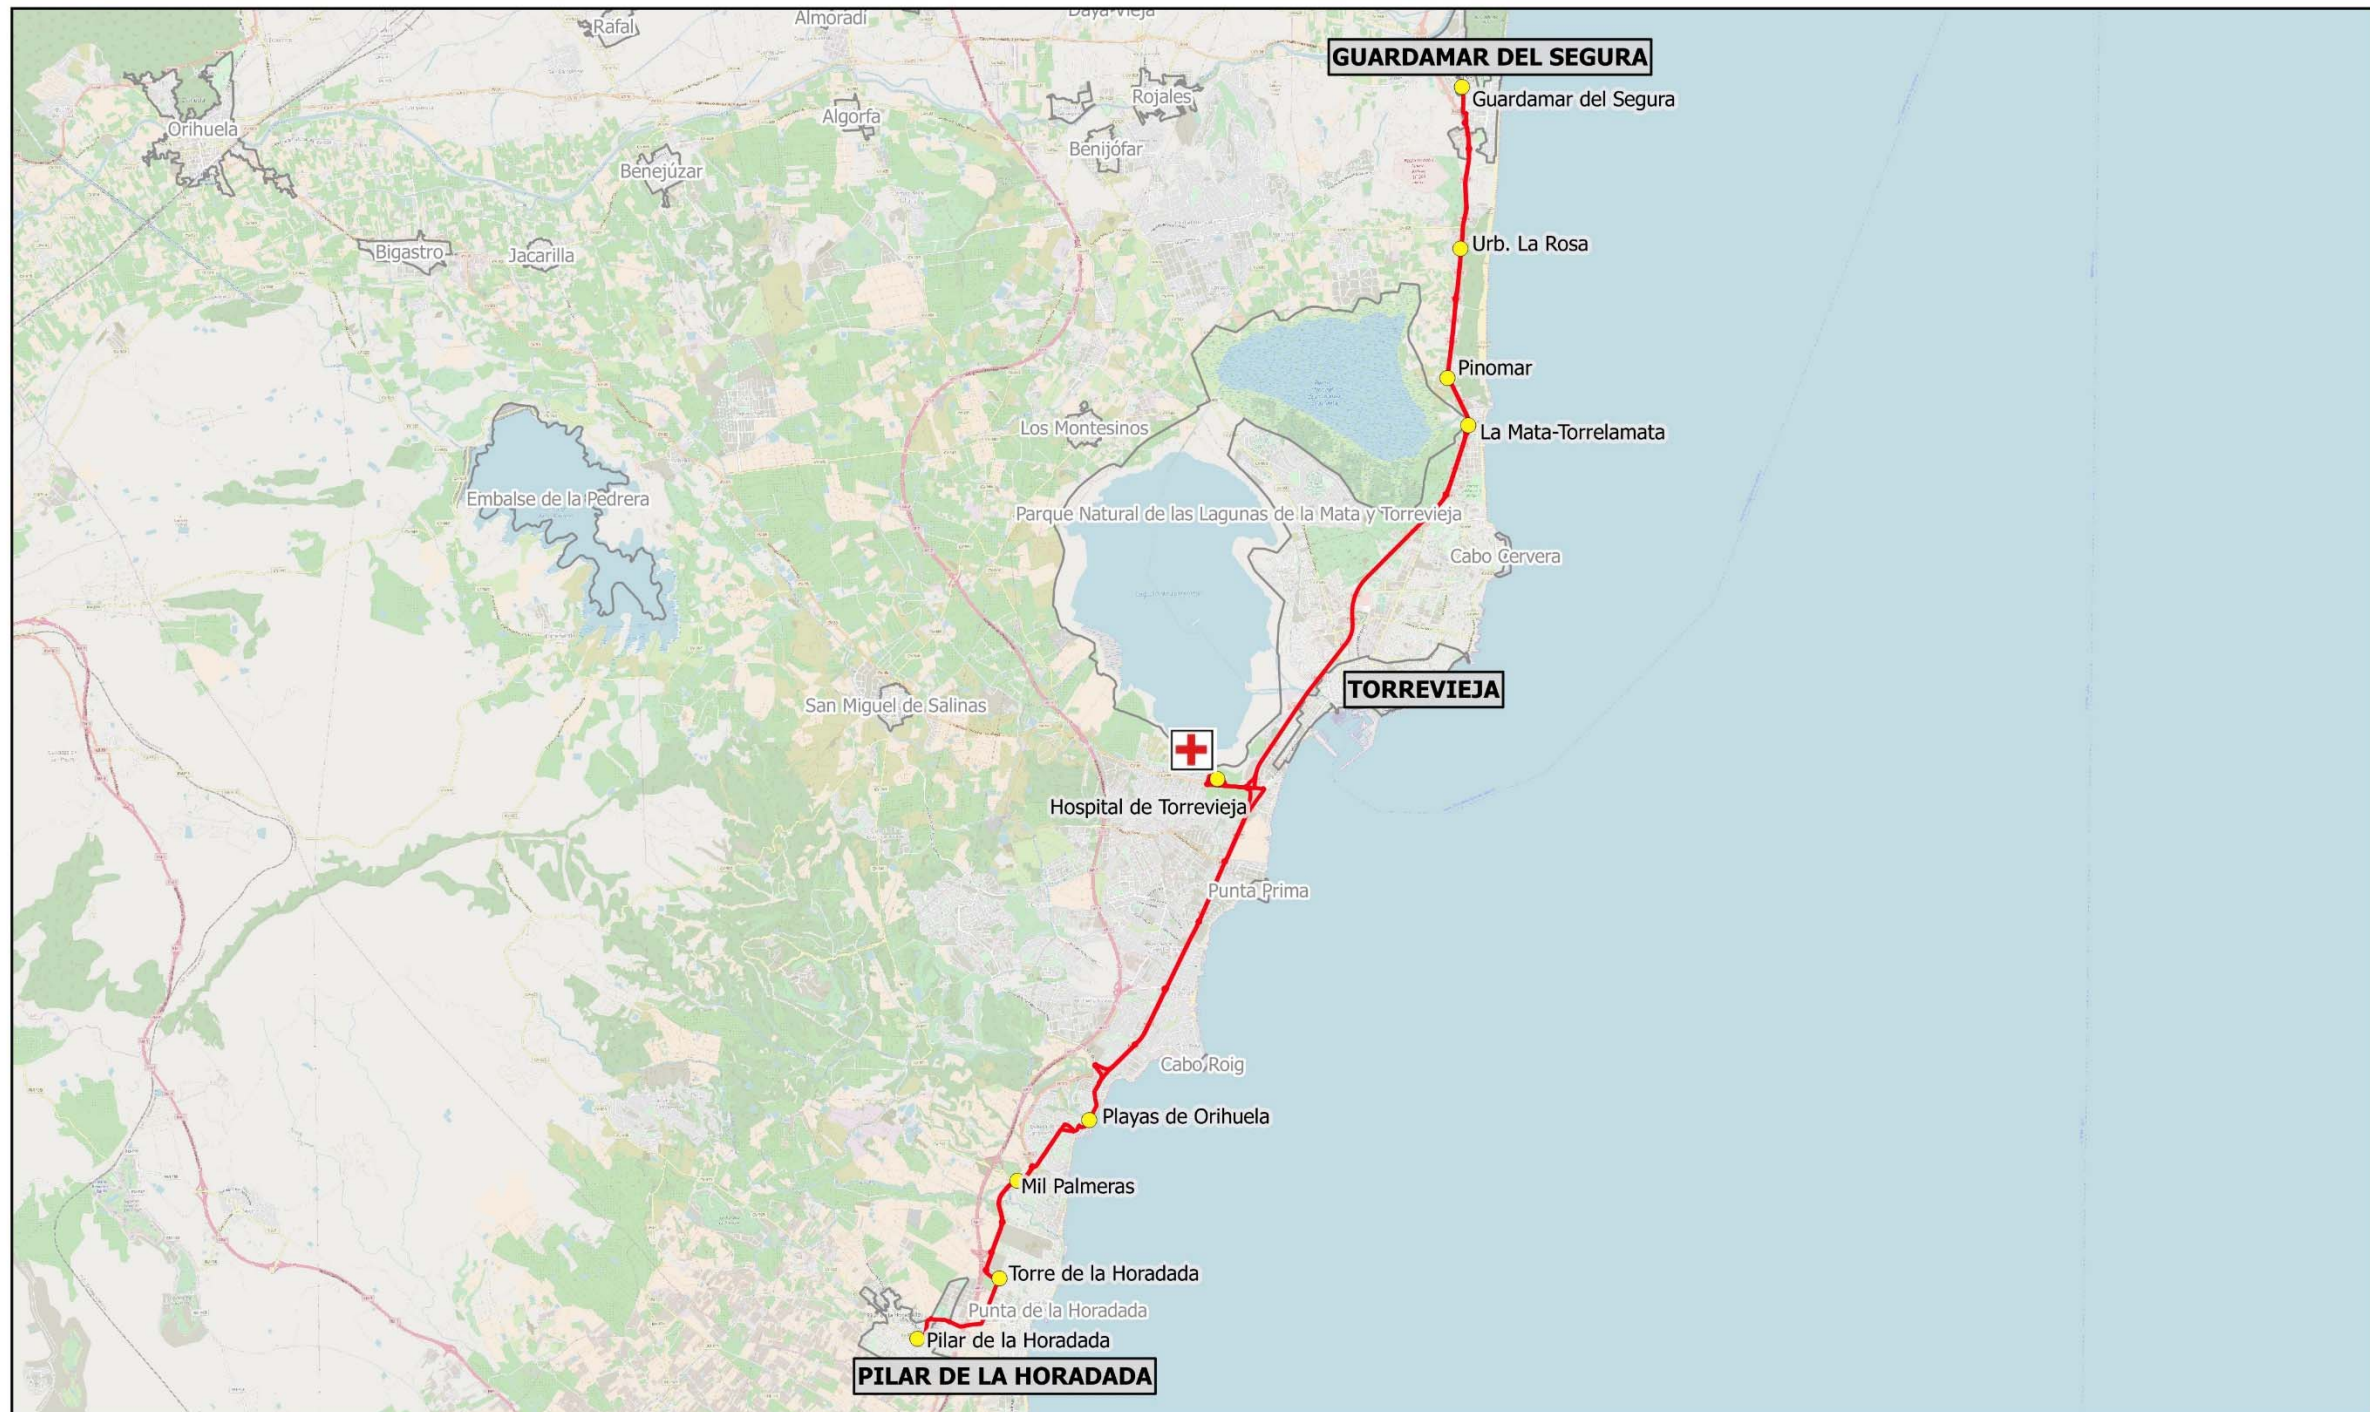 Rafal
Almoradí
Daya-Vieja
GUARDAMAR DEL SEGURA
Guardamar del Segura
Rojales
Algorfa
Orihuela
Benijófar
Benejúzar
Urb. La Rosa
Bigastro
Jacarilla
Pinomar
Los Montesinos
La Mata-Torrelamata
Embalse de la Pedrera
Parque Natural de las Lagunas de la Mata y Torrevieja
Cabo Cervera
TORREVIEJA
San Miguel de Salinas
Hospital de Torrevieja
Punta Prima
Cabo Roig
Playas de Orihuela
Mil Palmeras
Torre de la Horadada
Punta de la Horadada
Pilar de la Horadada
PILAR DE LA HORADADA